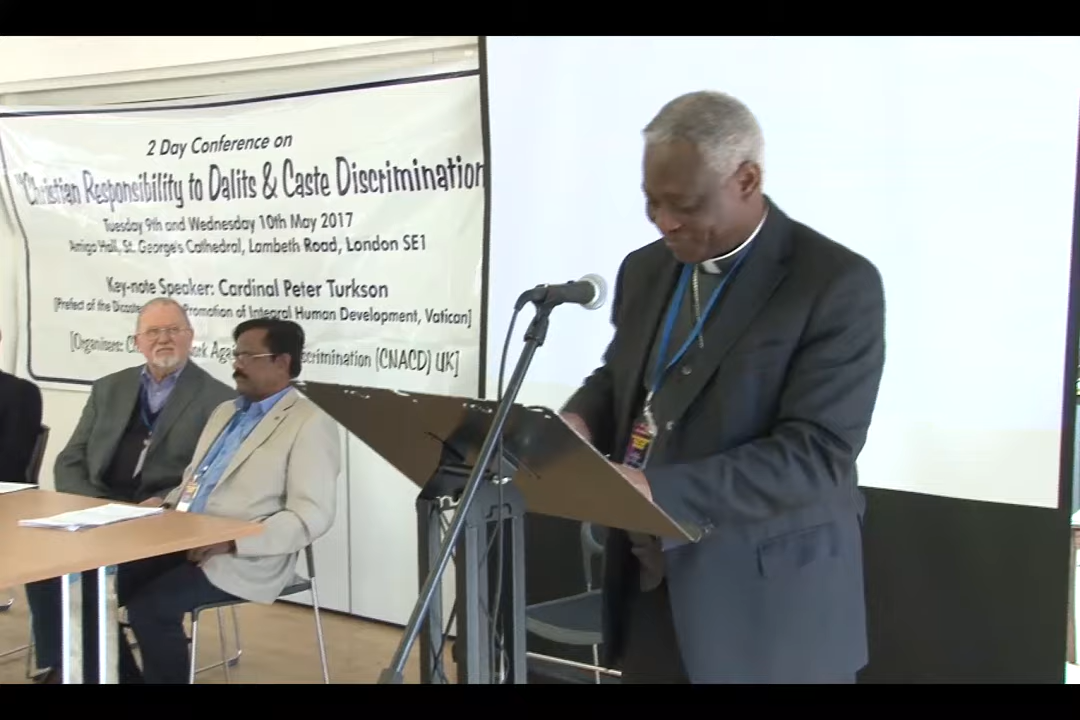 2 Day Conference on
"Christian Responsibility to Dalits & Caste Discrimination
Tuesday 9th and Wednesday 10th May 2017
Amigo Hall, St. George's Cathedral, Lambeth Road, London SE1
Key-note Speaker: Cardinal Peter Turkson
[Prefect of the Dicastery Promotion of Integral Human Development, Vatican]
[Organisers: (CNACD) UK]